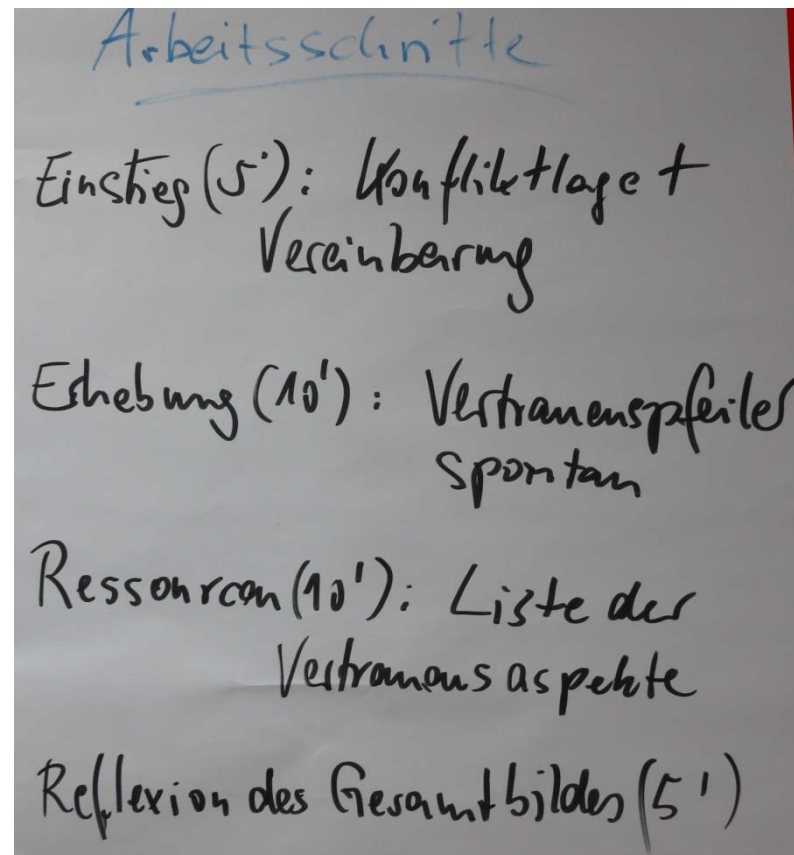 Arbeitsschritte
Einstieg (5'): Konfliktlage +
Vereinbarung
Erhebung (10'): Vertrauenspfeiler
spontan
Ressourcen (10'): Liste der
Vertrauensaspekte
Reflexion des Gesamtbildes (5')